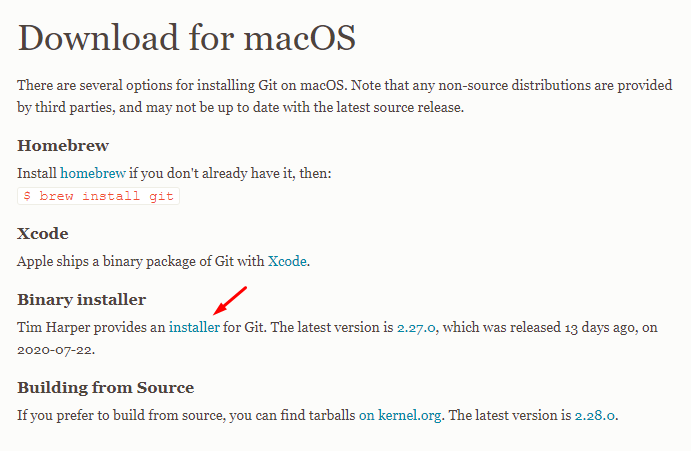 Download for macOS
There are several options for installing Git on macOS. Note that any non-source distributions are provided
by third parties, and may not be up to date with the latest source release.
Homebrew
Install homebrew if you don't already have it, then:
$ brew install git
Xcode
Apple ships a binary package of Git with Xcode.
Binary installer
Tim Harper provides an installer for Git. The latest version is 2.27.0, which was released 13 days ago, on
2020-07-22.
Building from Source
If you prefer to build from source, you can find tarballs on kernel.org. The latest version is 2.28.0.